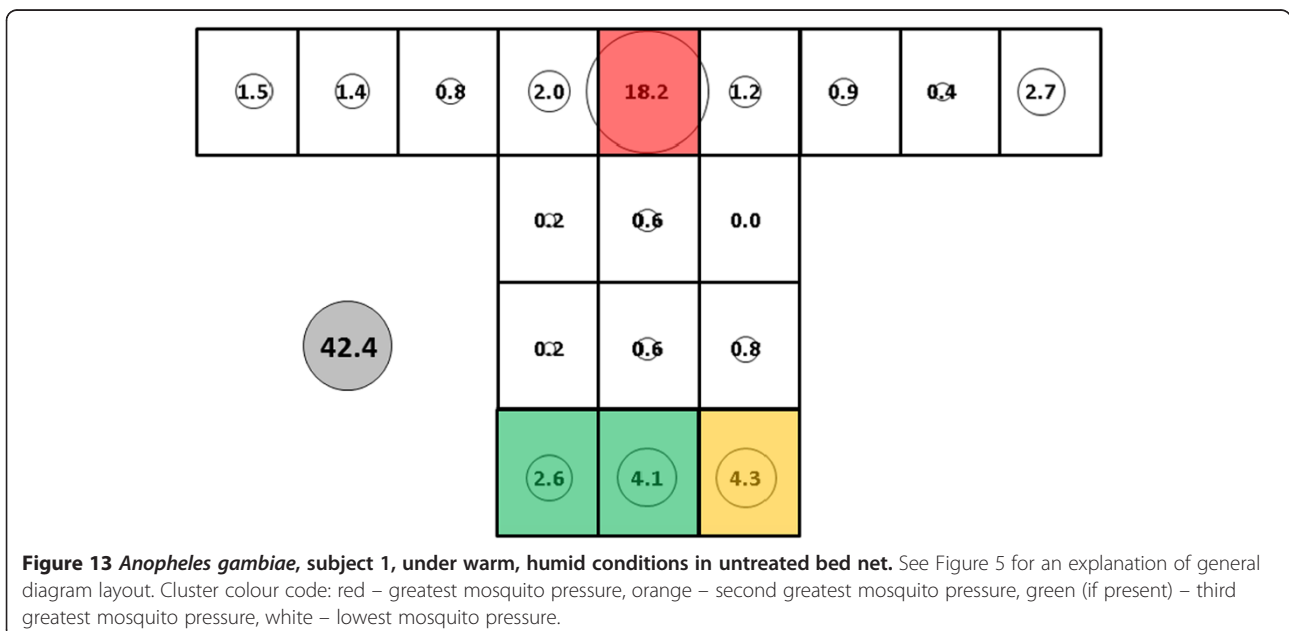 1.5 1.4 0.8 2.0 18.2 1.2 0.9 0.4 2.7
0.2 0.6 0.0
42.4 0.2 0.6 0.8
2.6 4.1 4.3
Figure 13 Anopheles gambiae, subject 1, under warm, humid conditions in untreated bed net. See Figure 5 for an explanation of general
diagram layout. Cluster colour code: red – greatest mosquito pressure, orange – second greatest mosquito pressure, green (if present) – third
greatest mosquito pressure, white – lowest mosquito pressure.